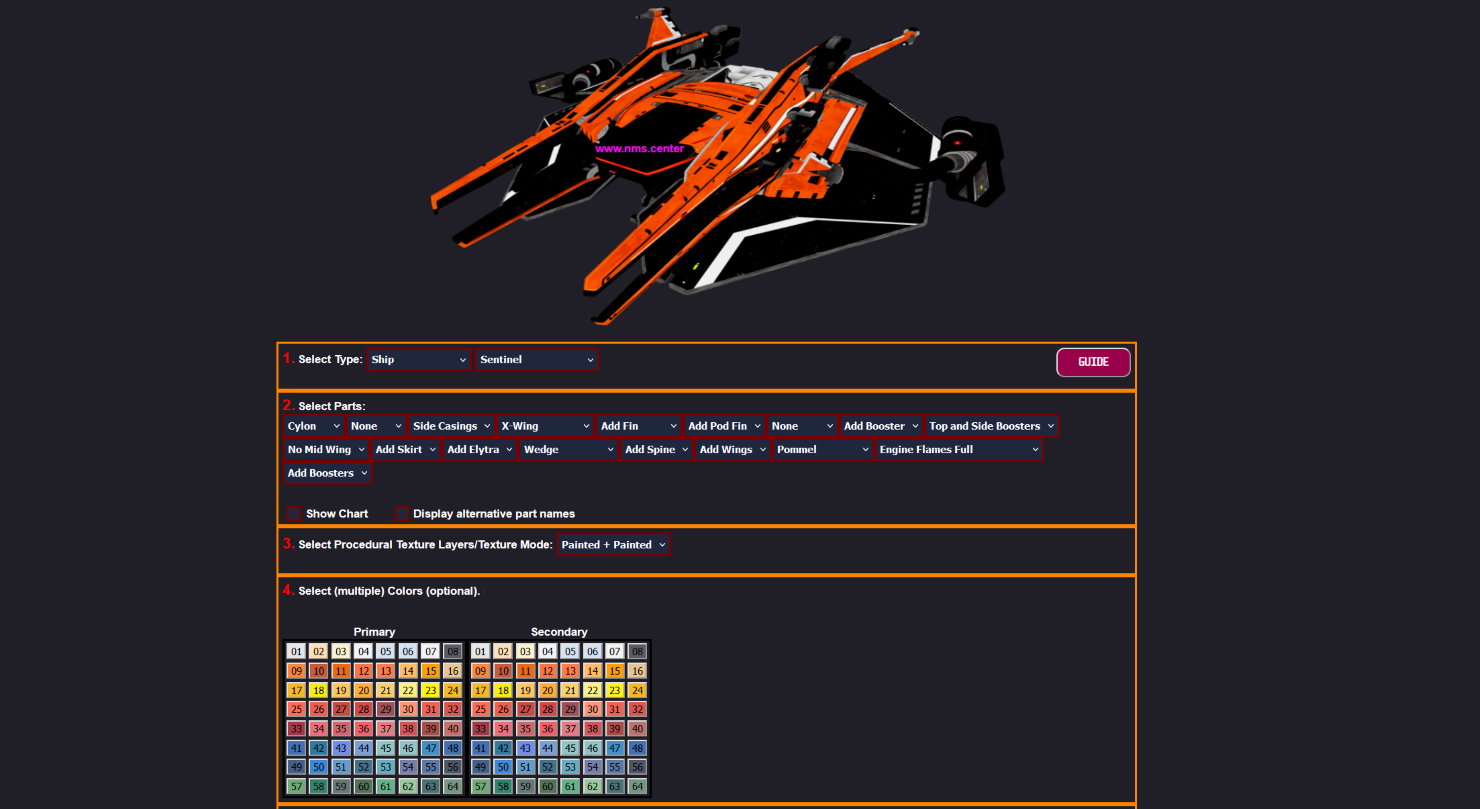 www.nms.center
1. Select Type: Ship Sentinel GUIDE
2. Select Parts:
Cylon None Side Casings X-Wing Add Fin Add Pod Fin None Add Booster Top and Side Boosters
No Mid Wing Add Skirt Add Elytra Wedge Add Spine Add Wings Pommel Engine Flames Full
Add Boosters
Show Chart Display alternative part names
3. Select Procedural Texture Layers/Texture Mode: Painted + Painted
4. Select (multiple) Colors (optional).
Primary Secondary
01 02 03 04 05 06 07 08 01 02 03 04 05 06 07 08
09 10 11 12 13 14 15 16 09 10 11 12 13 14 15 16
17 18 19 20 21 22 23 24 17 18 19 20 21 22 23 24
25 26 27 28 29 30 31 32 25 26 27 28 29 30 31 32
33 34 35 36 37 38 39 40 33 34 35 36 37 38 39 40
41 42 43 44 45 46 47 48 41 42 43 44 45 46 47 48
49 50 51 52 53 54 55 56 49 50 51 52 53 54 55 56
57 58 59 60 61 62 63 64 57 58 59 60 61 62 63 64